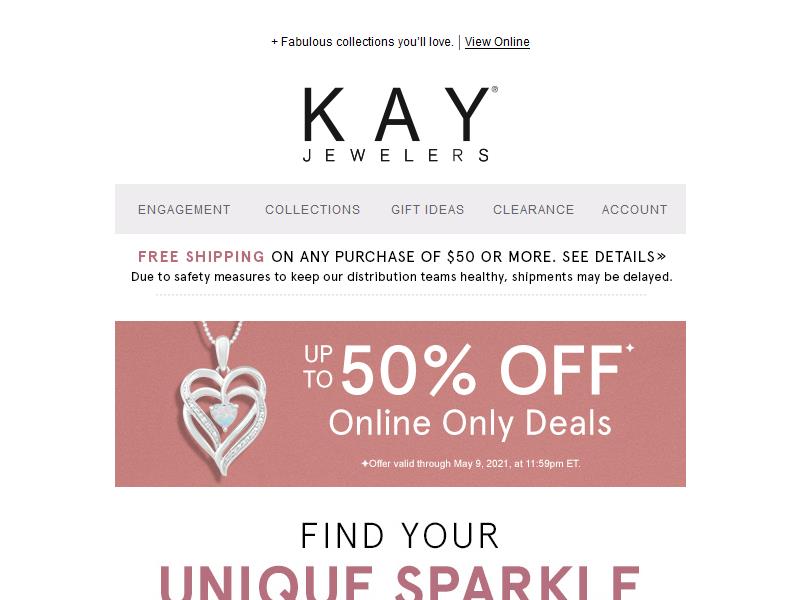 + Fabulous collections you'll love. | View Online
KAY®
JEWELERS
ENGAGEMENT COLLECTIONS GIFT IDEAS CLEARANCE ACCOUNT
FREE SHIPPING ON ANY PURCHASE OF $50 OR MORE. SEE DETAILS»
Due to safety measures to keep our distribution teams healthy, shipments may be delayed.
UP TO 50% OFF✦
Online Only Deals
✦Offer valid through May 9, 2021, at 11:59pm ET.
FIND YOUR
UNIQUE SPARKLE